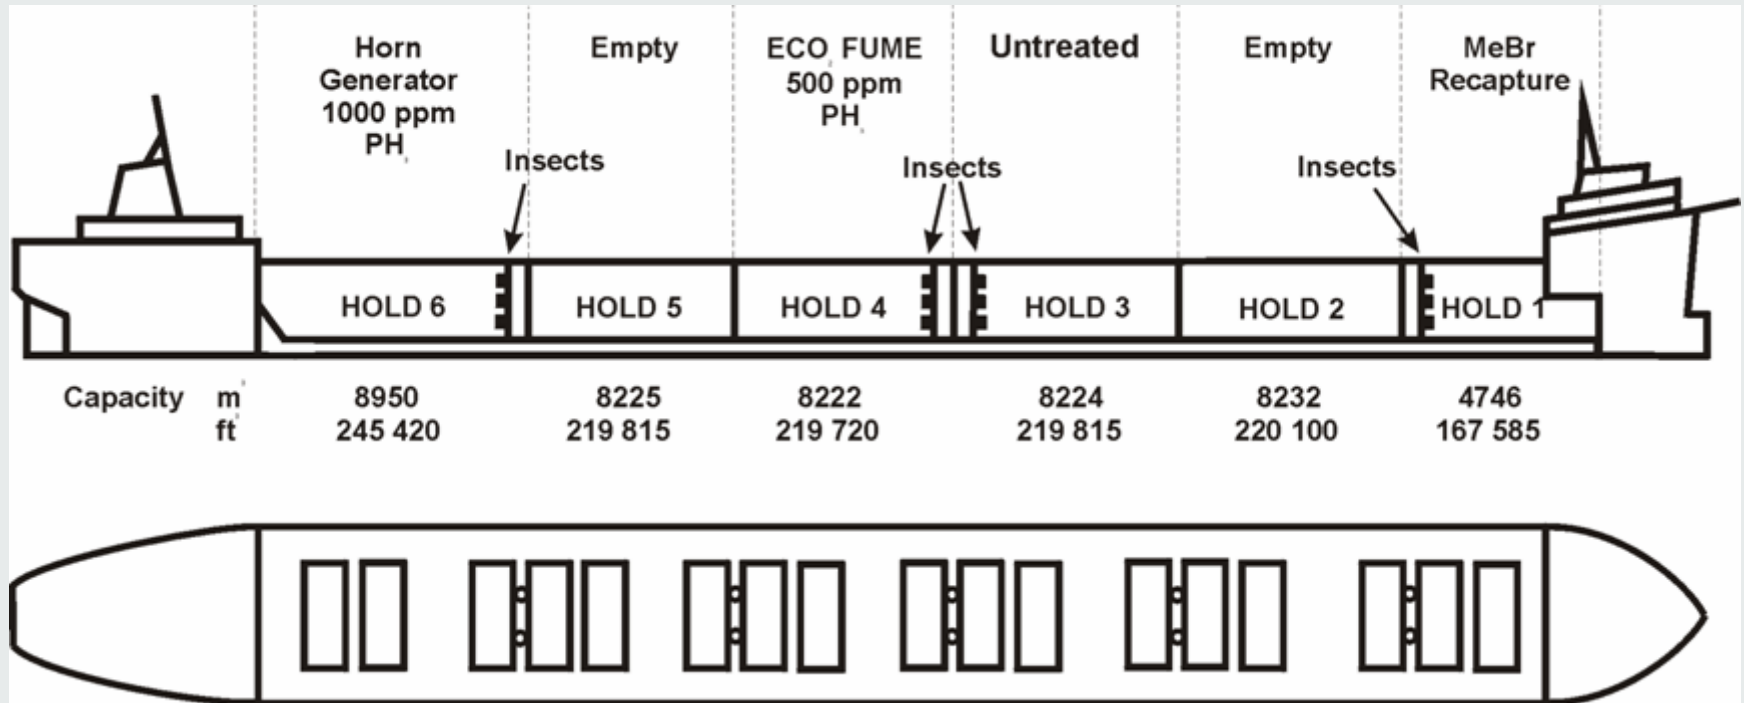 Horn
Generator
1000 ppm
PH
Empty
ECO FUME
500 ppm
PH
Untreated
Empty
MeBr
Recapture
Insects
Insects
Insects
HOLD 6
HOLD 5
HOLD 4
HOLD 3
HOLD 2
HOLD 1
Capacity m 8950 8225 8222 8224 8232 4746
ft 245 420 219 815 219 720 219 815 220 100 167 585